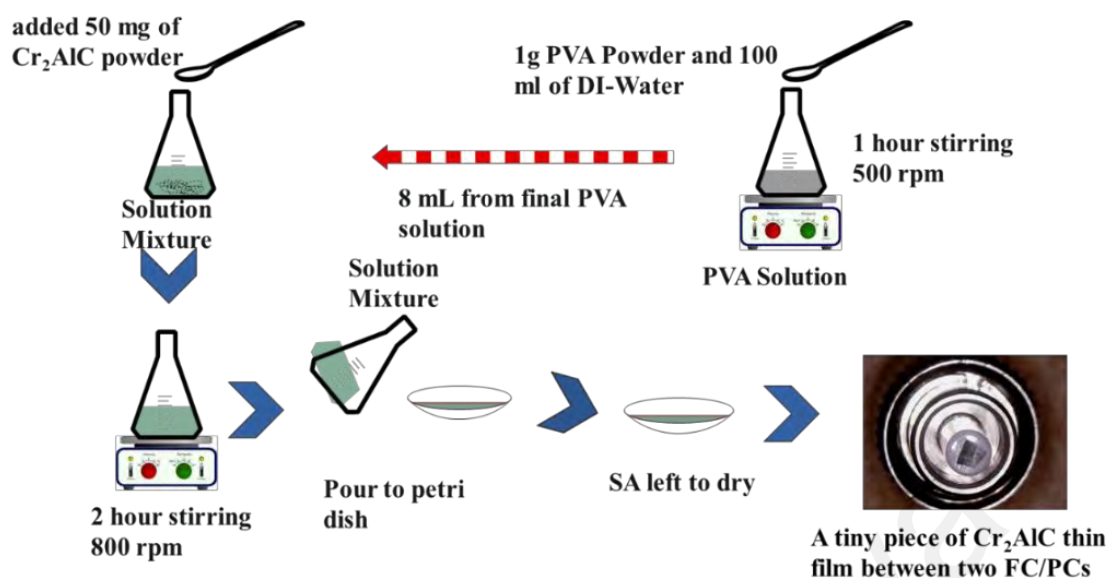 added 50 mg of
Cr₂AlC powder
1g PVA Powder and 100
ml of DI-Water
1 hour stirring
500 rpm
8 mL from final PVA
solution
Solution
Mixture
PVA Solution
Solution
Mixture
2 hour stirring
800 rpm
Pour to petri
dish
SA left to dry
A tiny piece of Cr₂AlC thin
film between two FC/PCs